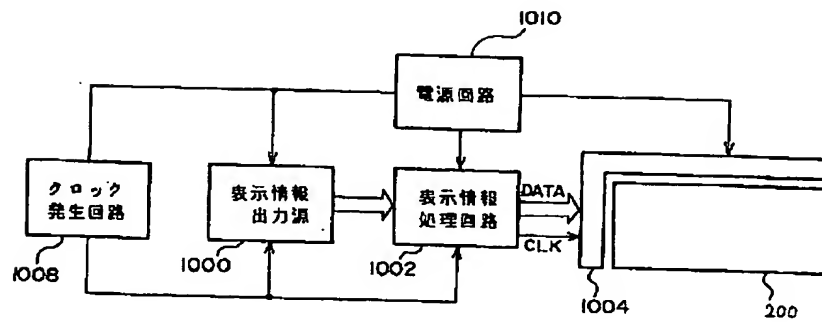 1010
電源回路
クロック
発生回路
表示情報
出力源
表示情報
処理回路
DATA
CLK
1008
1000
1002
1004
200